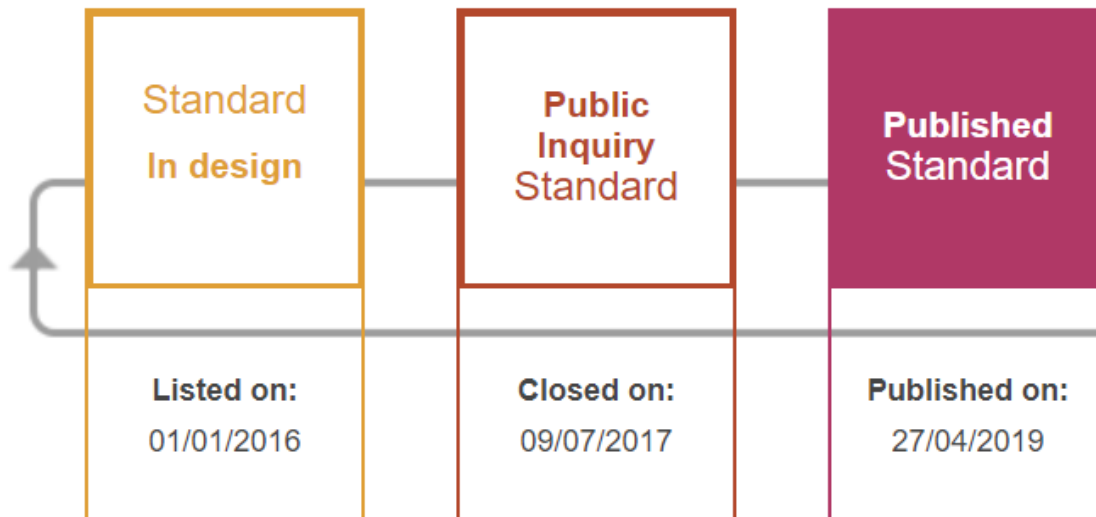 Standard
In design
Public
Inquiry
Standard
Published
Standard
Listed on:
01/01/2016
Closed on:
09/07/2017
Published on:
27/04/2019